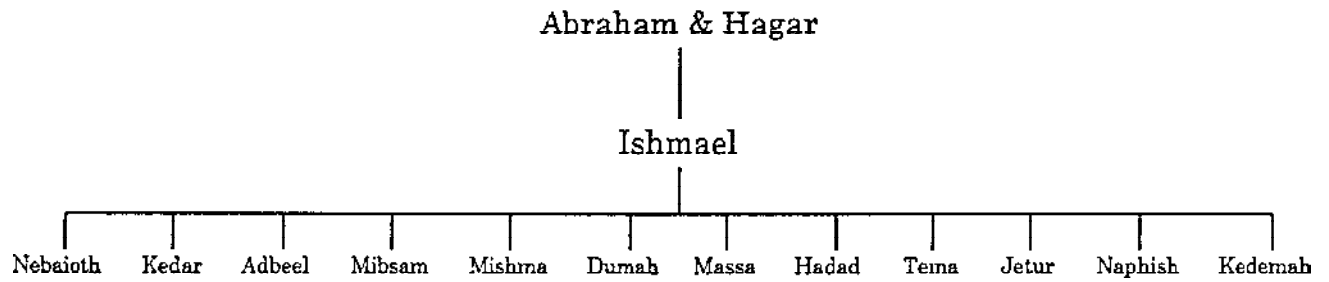 Abraham & Hagar
Ishmael
Nebaioth Kedar Adbeel Mibsam Mishma Dumah Massa Hadad Tema Jetur Naphish Kedemah